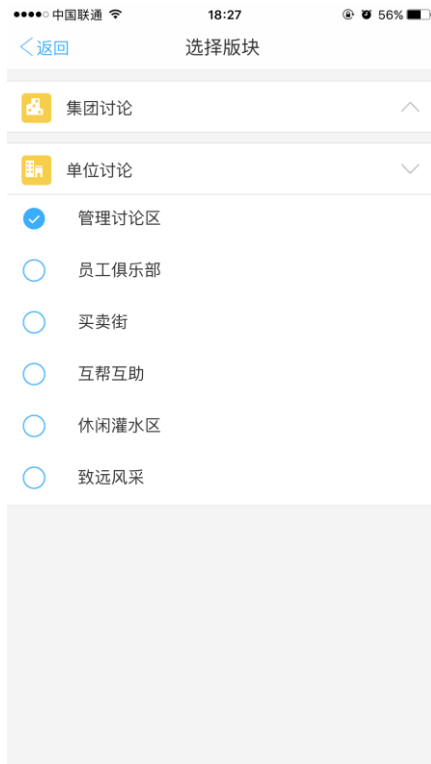 中国联通 18:27 56%
返回 选择版块
集团讨论
单位讨论
管理讨论区
员工俱乐部
买卖街
互帮互助
休闲灌水区
致远风采